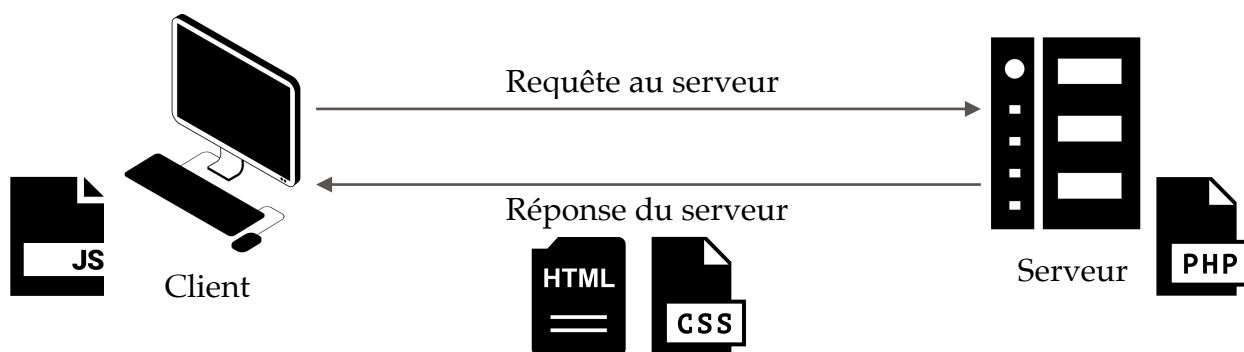 Requête au serveur
Réponse du serveur
JS
Client
HTML
CSS
Serveur
PHP